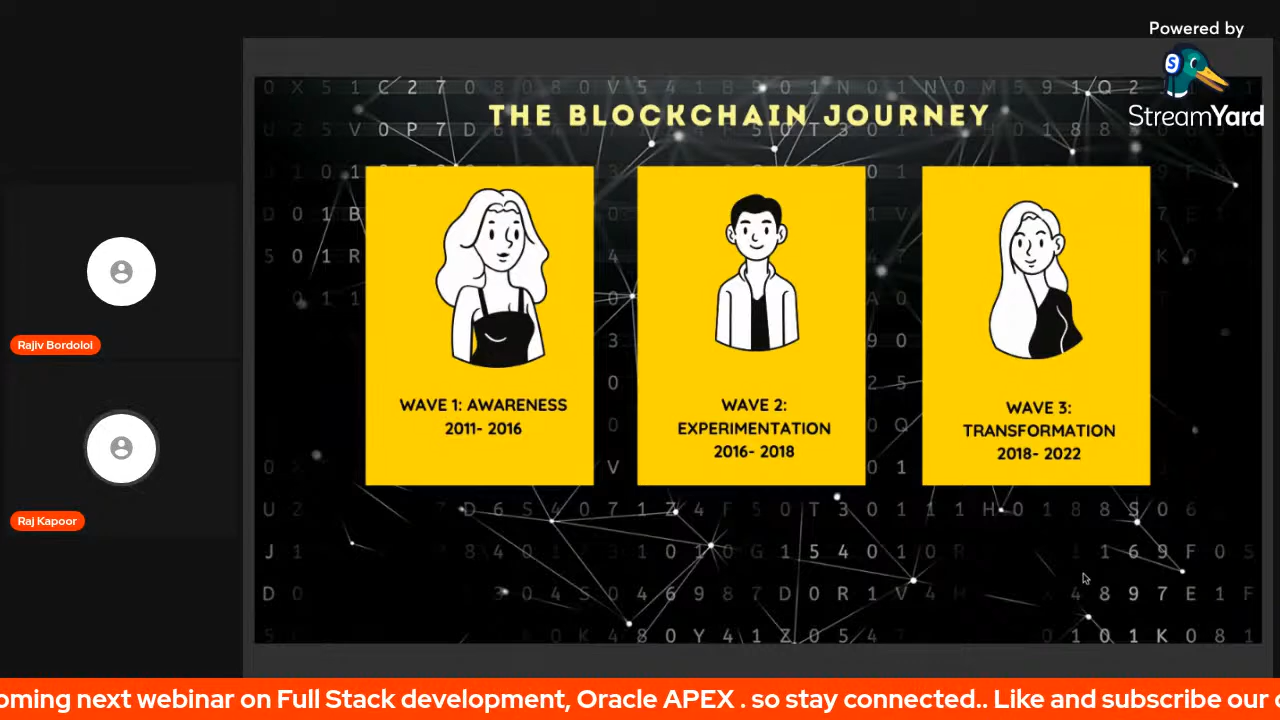 Powered by
StreamYard
THE BLOCKCHAIN JOURNEY
WAVE 1: AWARENESS
2011- 2016
WAVE 2:
EXPERIMENTATION
2016- 2018
WAVE 3:
TRANSFORMATION
2018- 2022
Rajiv Bordoloi
Raj Kapoor
oming next webinar on Full Stack development, Oracle APEX . so stay connected.. Like and subscribe our